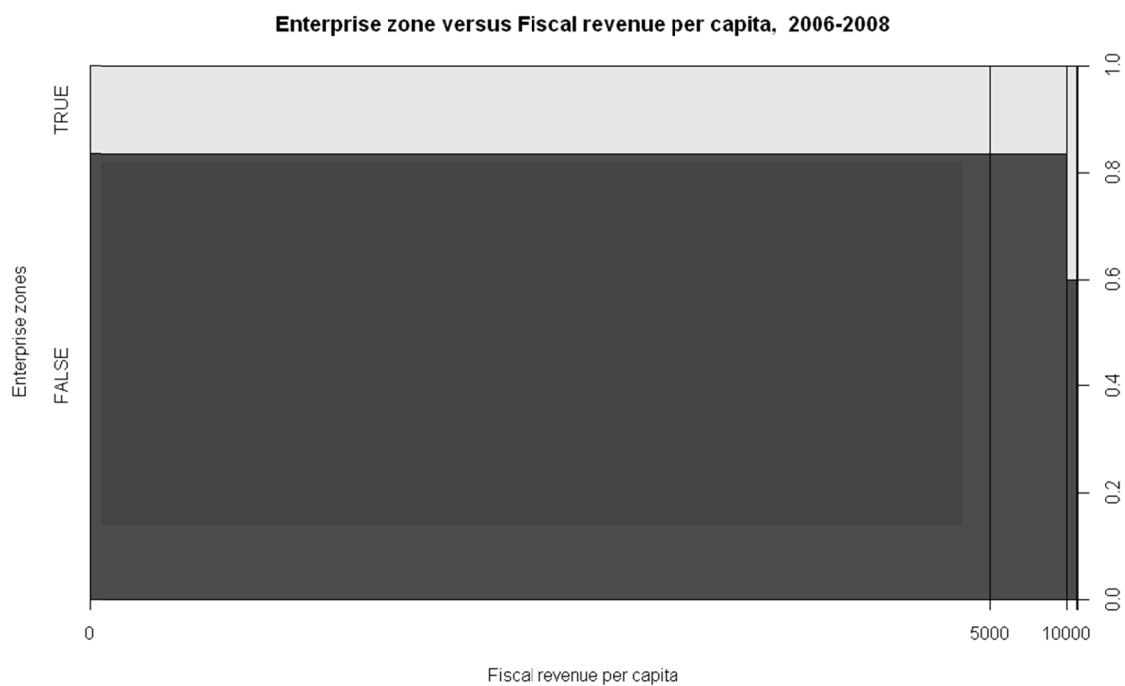 Enterprise zone versus Fiscal revenue per capita, 2006-2008
TRUE
FALSE
Enterprise zones
1.0
0.8
0.6
0.4
0.2
0.0
0 5000 10000
Fiscal revenue per capita